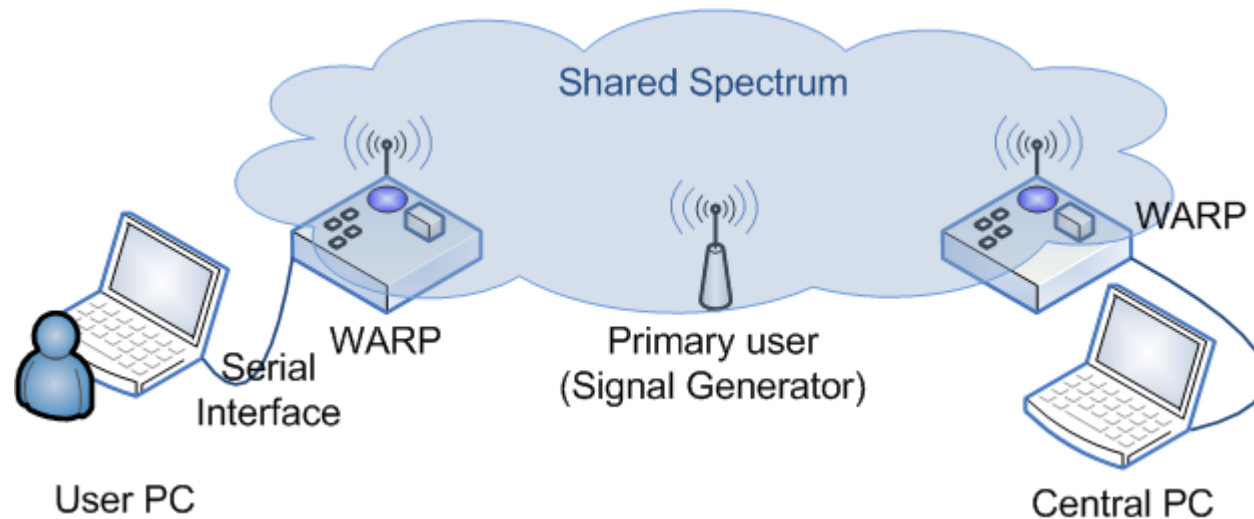 Shared Spectrum
WARP
WARP
Primary user
(Signal Generator)
Serial
Interface
User PC
Central PC